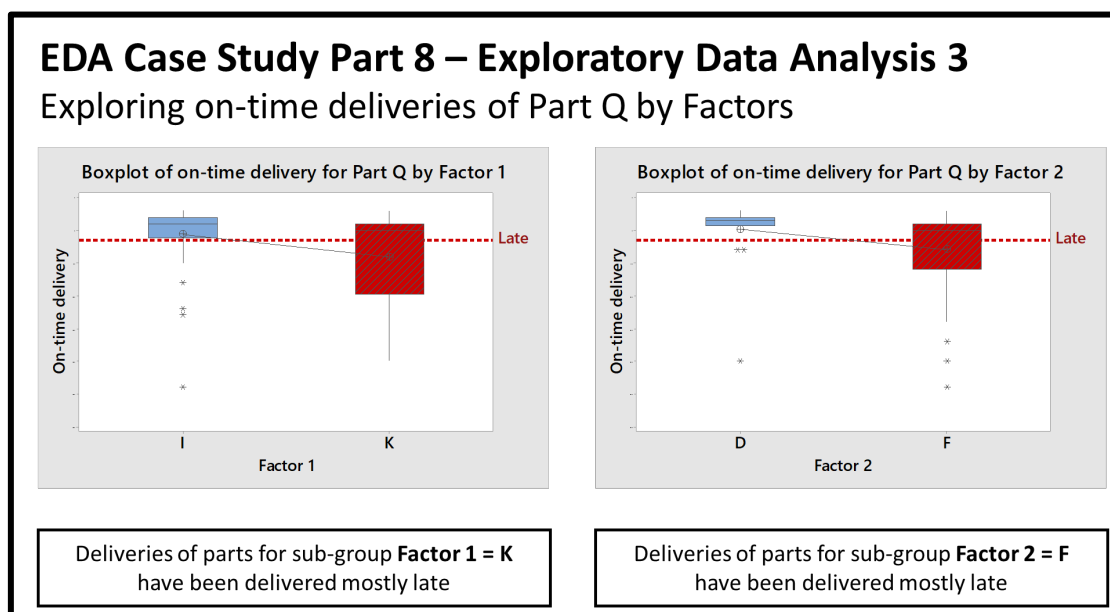 EDA Case Study Part 8 – Exploratory Data Analysis 3
Exploring on-time deliveries of Part Q by Factors
Boxplot of on-time delivery for Part Q by Factor 1
Late
On-time delivery
I
K
Factor 1
Boxplot of on-time delivery for Part Q by Factor 2
Late
On-time delivery
D
F
Factor 2
Deliveries of parts for sub-group Factor 1 = K
have been delivered mostly late
Deliveries of parts for sub-group Factor 2 = F
have been delivered mostly late